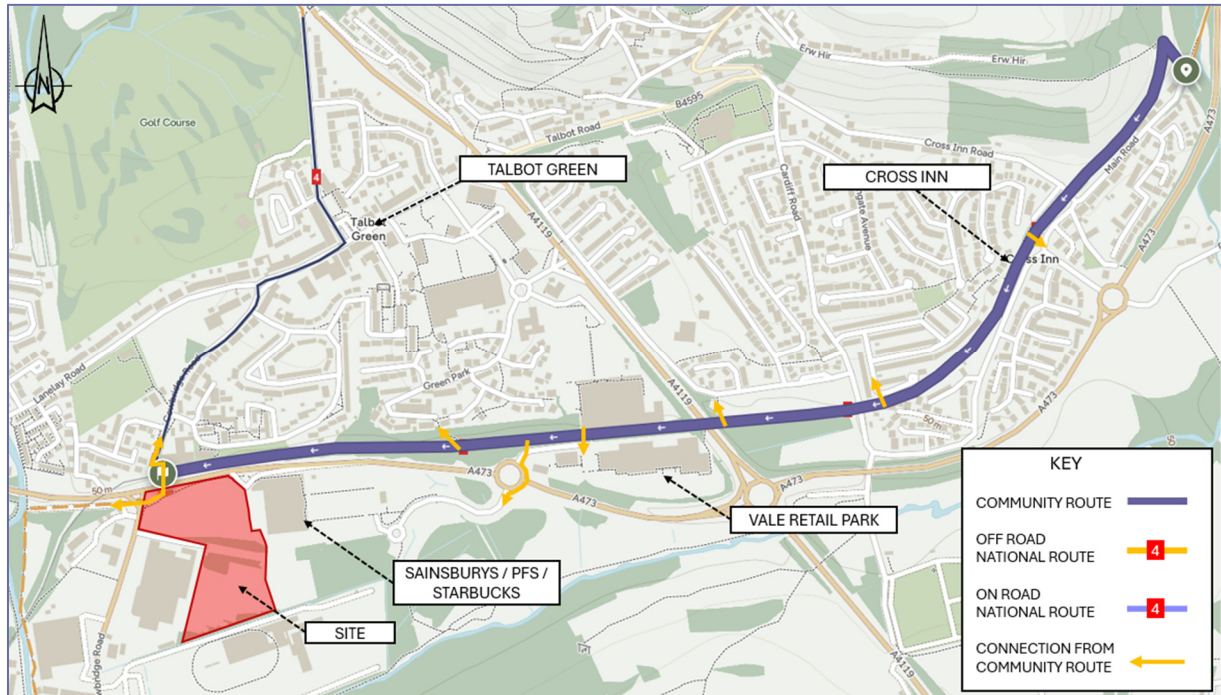 N
Golf Course
Erw Hir
Erw Hir
B4595
Talbot Road
A473
4
TALBOT GREEN
Cross Inn Road
Main Road
Cardiff Road
CROSS INN
Talbot
Green
A4119
A473
Cross Inn
Lanelay Road
Green Park
A4119
50 m
A473
50 m
A473
A473
A473
50
VALE RETAIL PARK
SAINSBURYS / PFS /
STARBUCKS
SITE
A4119
KEY
COMMUNITY ROUTE
OFF ROAD
NATIONAL ROUTE
4
ON ROAD
NATIONAL ROUTE
4
CONNECTION FROM
COMMUNITY ROUTE